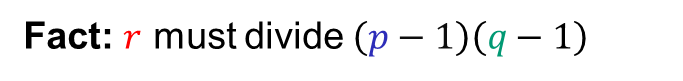 Fact: r must divide (p − 1)(q − 1)